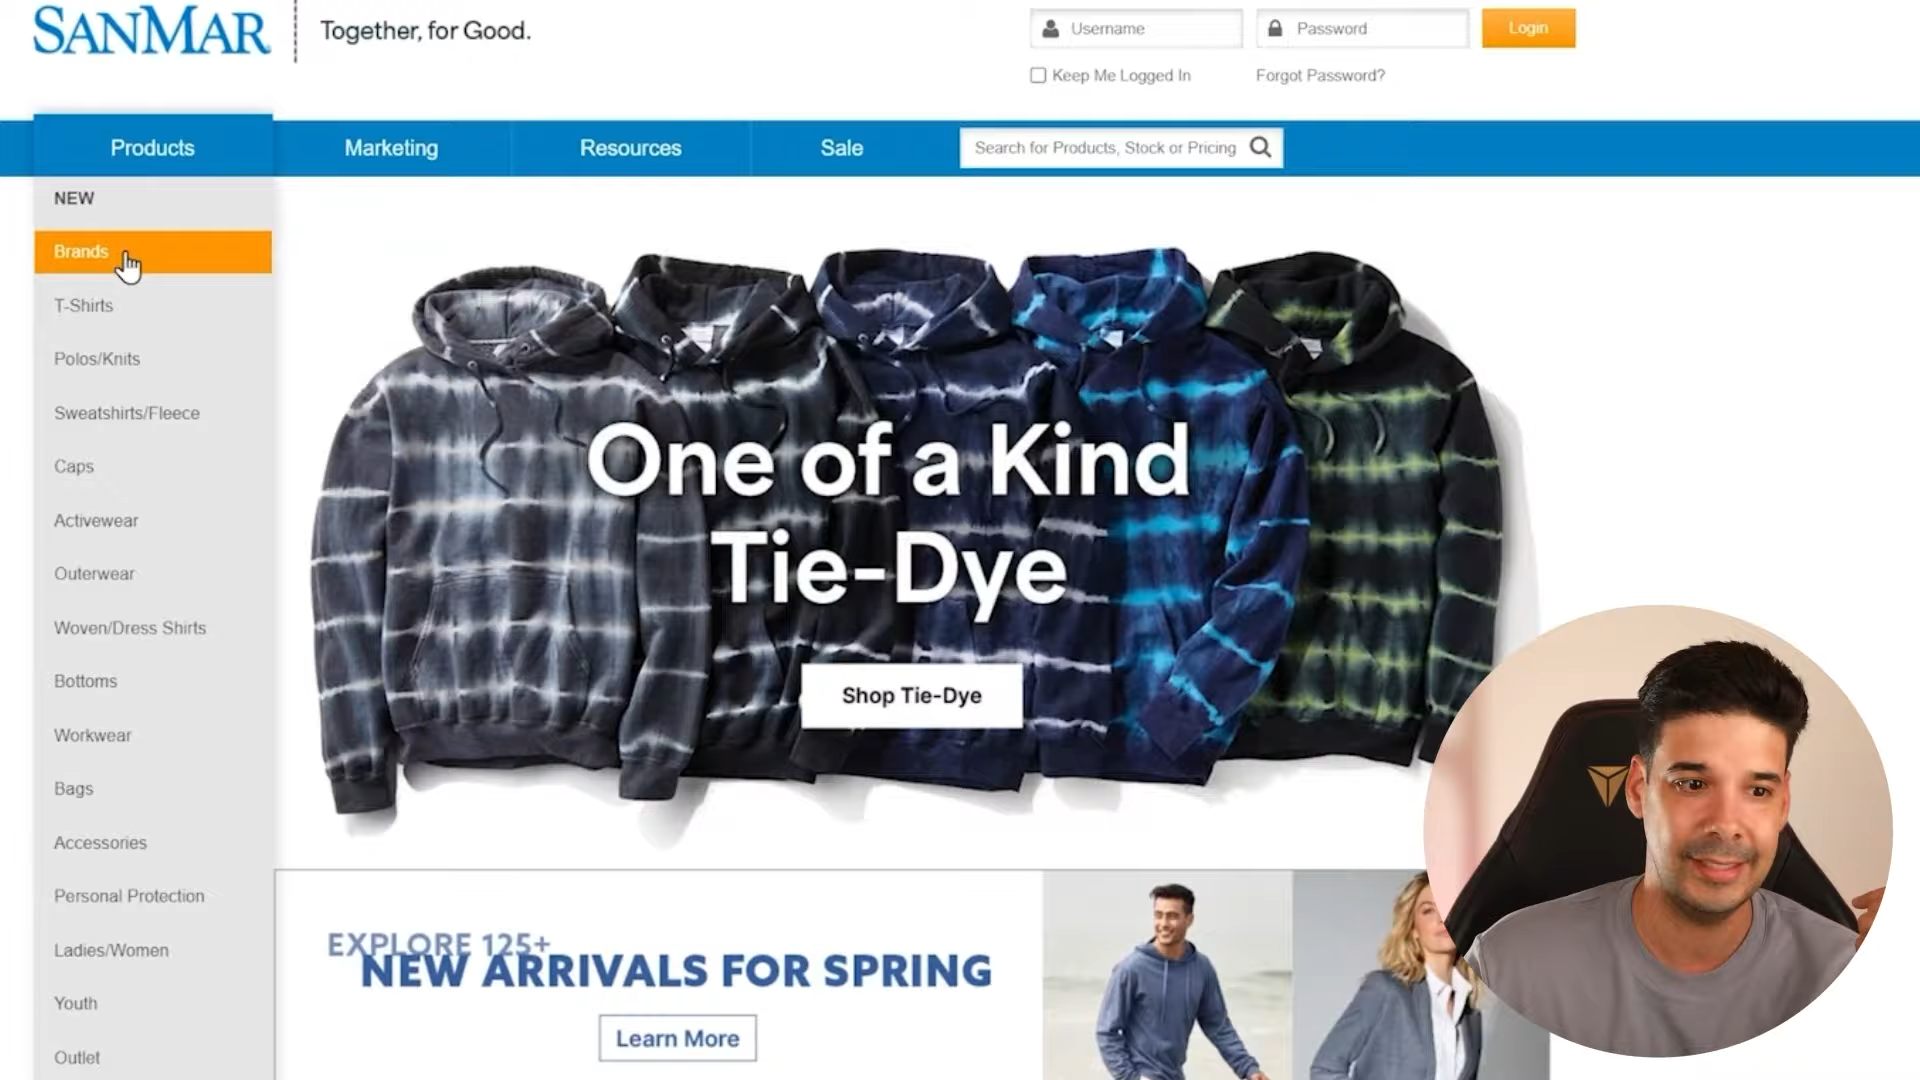 SANMAR
Together, for Good.
Username
Password
Login
Keep Me Logged In
Forgot Password?
Products
Marketing
Resources
Sale
Search for Products, Stock or Pricing
NEW
Brands
T-Shirts
Polos/Knits
Sweatshirts/Fleece
Caps
Activewear
Outerwear
Woven/Dress Shirts
Bottoms
Workwear
Bags
Accessories
Personal Protection
Ladies/Women
Youth
Outlet
One of a Kind
Tie-Dye
Shop Tie-Dye
EXPLORE 125+
NEW ARRIVALS FOR SPRING
Learn More